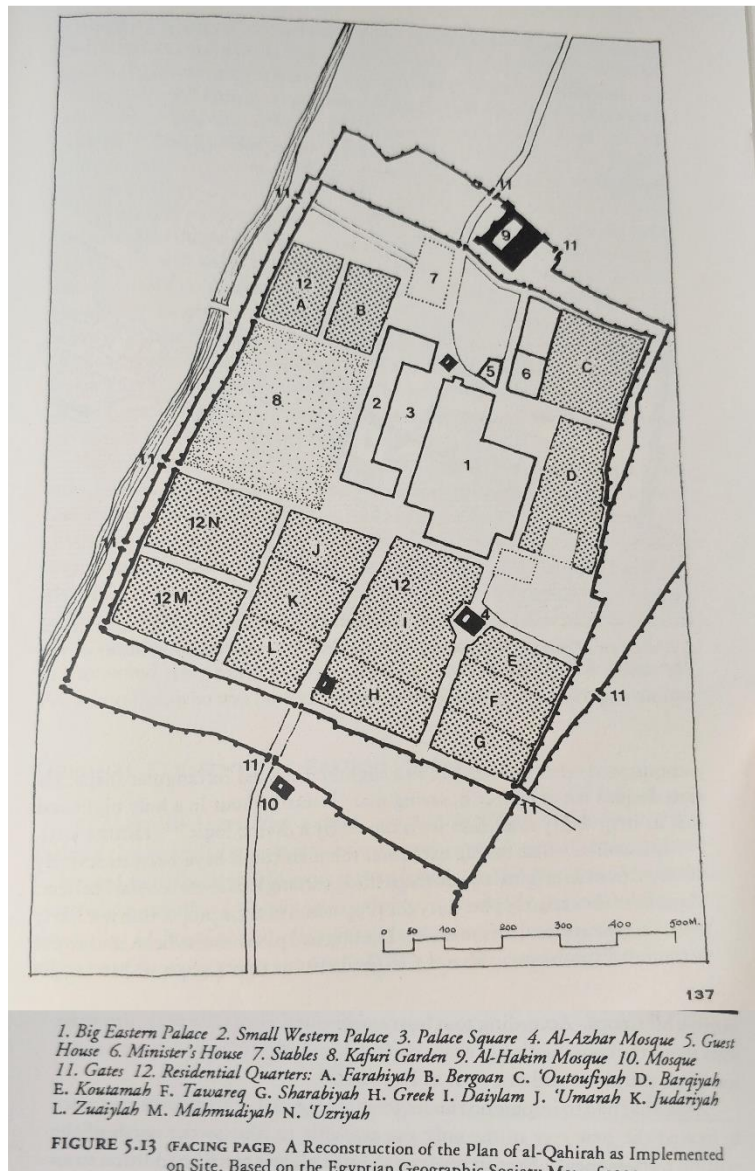 11
11
9
11
7
12
A
B
C
5
6
2
3
8
1
D
11
11
12 N
J
12
I
4
K
12 M
E
L
F
H
11
G
11
10
11
0 50 100 200 300 400 500M.
137
1. Big Eastern Palace 2. Small Western Palace 3. Palace Square 4. Al-Azhar Mosque 5. Guest
House 6. Minister's House 7. Stables 8. Kafuri Garden 9. Al-Hakim Mosque 10. Mosque
11. Gates 12. Residential Quarters: A. Farahiyah B. Bergoan C. 'Outoufiyah D. Barqiyah
E. Koutamah F. Tawareq G. Sharabiyah H. Greek I. Daiylam J. 'Umarah K. Judariyah
L. Zuaiylah M. Mahmudiyah N. 'Uzriyah
FIGURE 5.13 (FACING PAGE) A Reconstruction of the Plan of al-Qahirah as Implemented
on Site. Based on the Egyptian Geographic Society